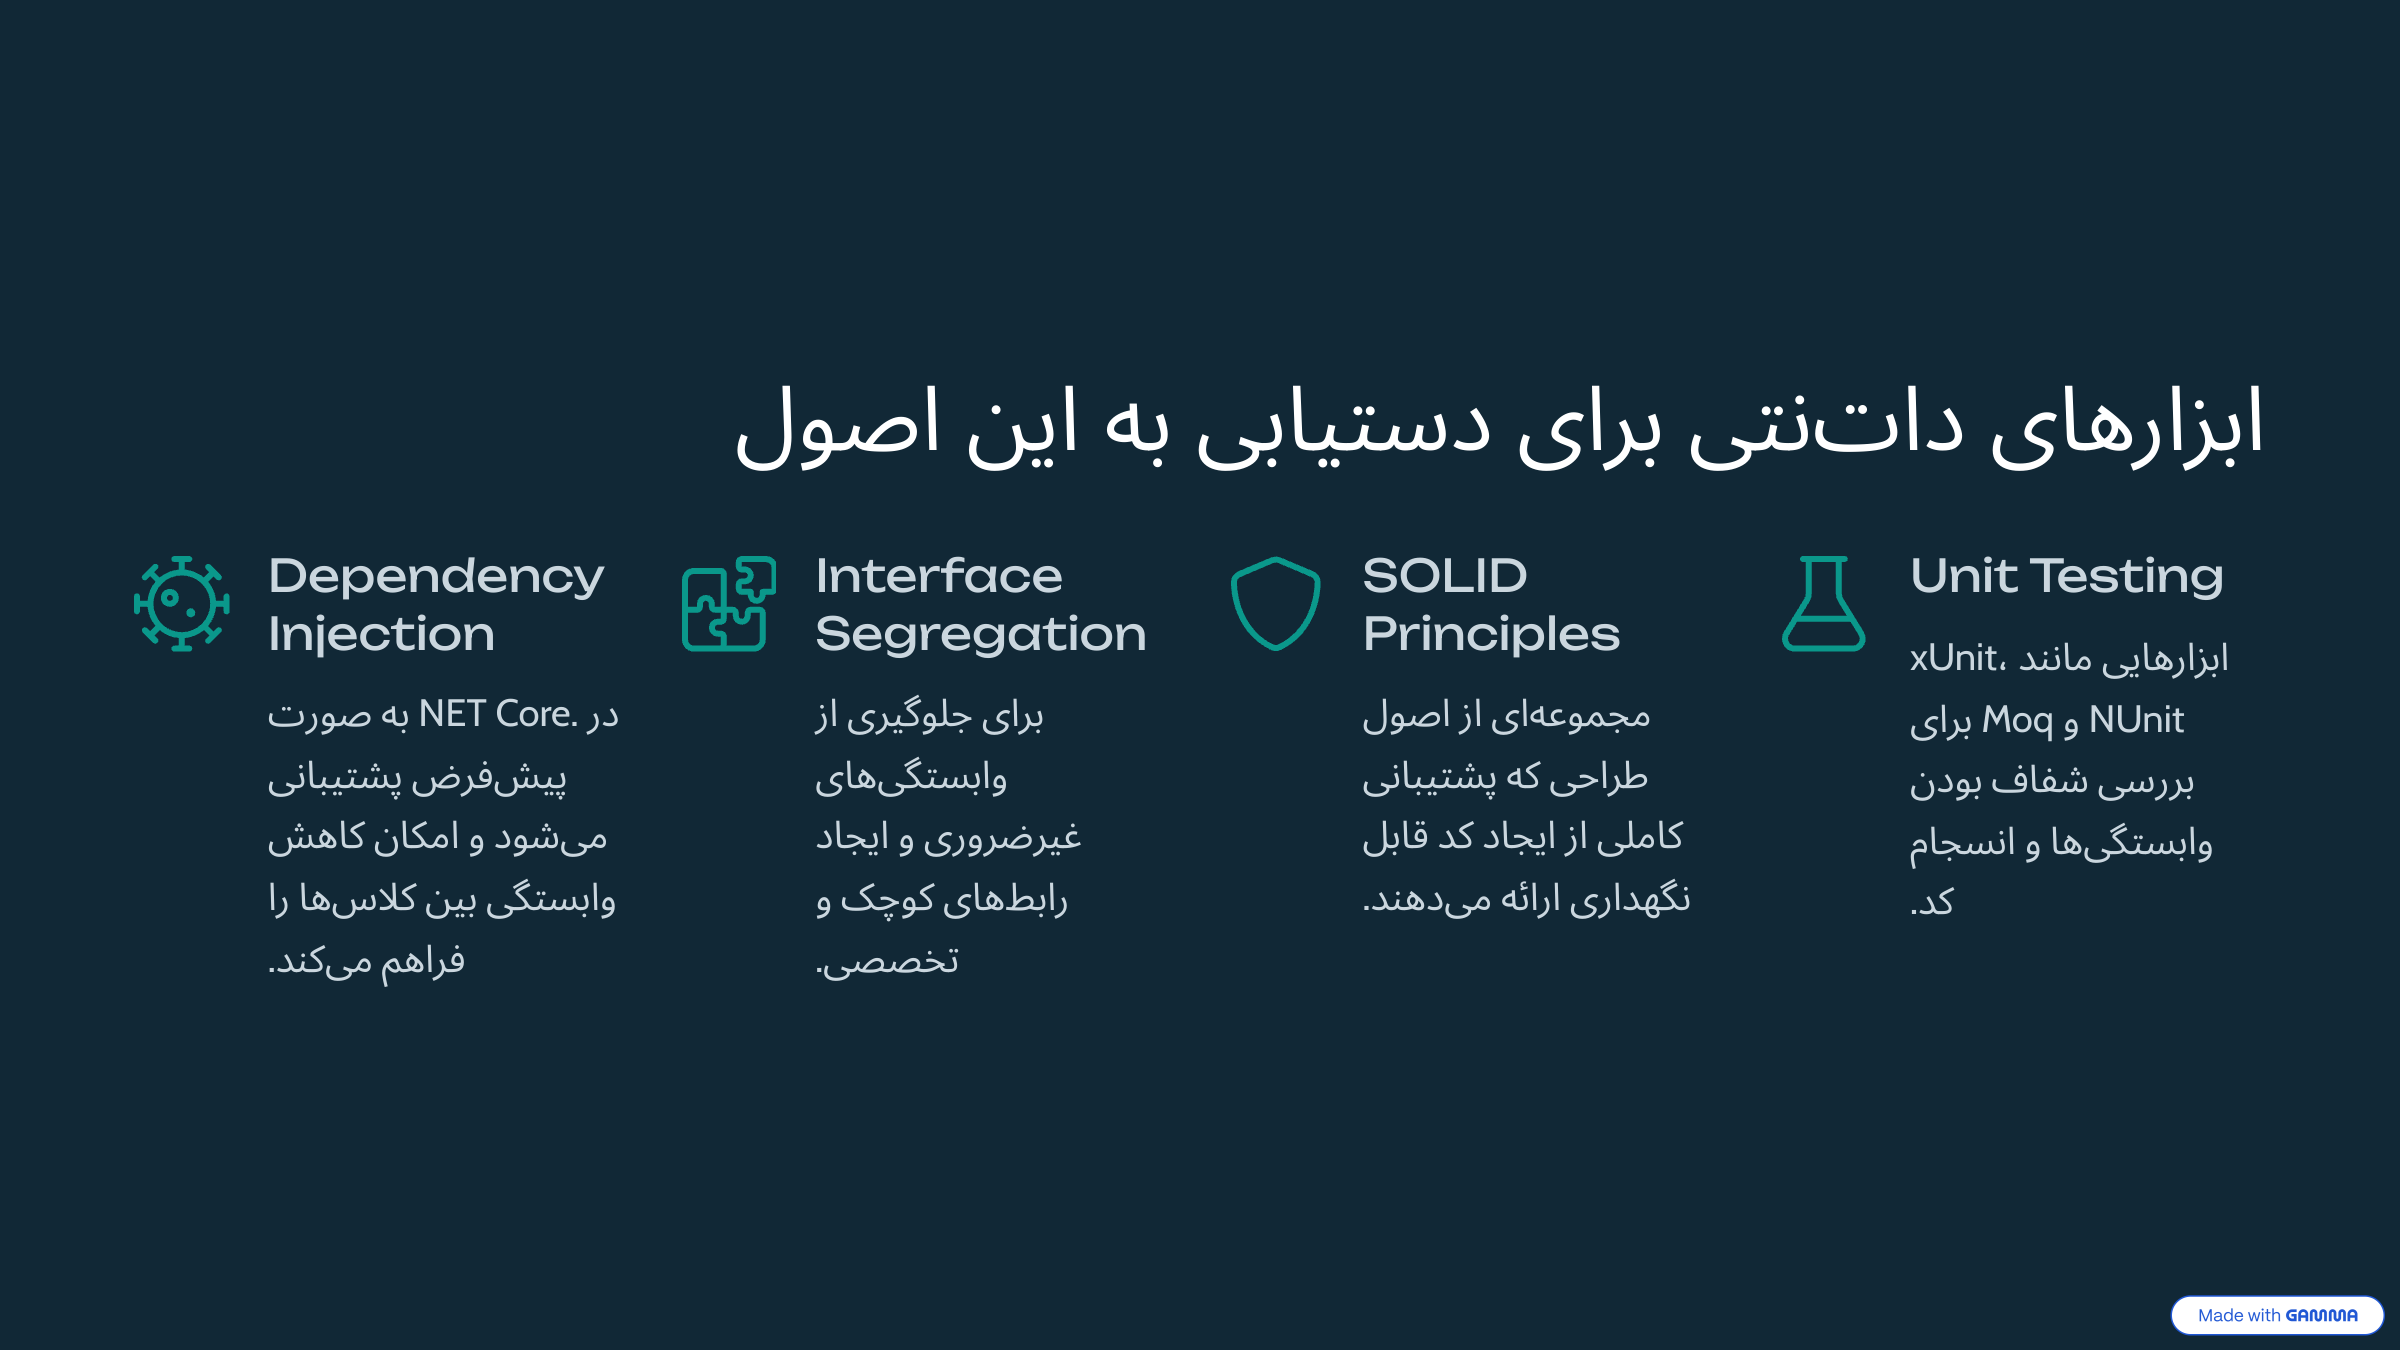 ابزارهای دات‌نتی برای دستیابی به این اصول
Dependency
Injection
در .NET Core به صورت
پیش‌فرض پشتیبانی
می‌شود و امکان کاهش
وابستگی بین کلاس‌ها را
فراهم می‌کند.
Interface
Segregation
برای جلوگیری از
وابستگی‌های
غیرضروری و ایجاد
رابط‌های کوچک و
تخصصی.
SOLID
Principles
مجموعه‌ای از اصول
طراحی که پشتیبانی
کاملی از ایجاد کد قابل
نگهداری ارائه می‌دهند.
Unit Testing
ابزارهایی مانند xUnit،
NUnit و Moq برای
بررسی شفاف بودن
وابستگی‌ها و انسجام
کد.
Made with GAMMA